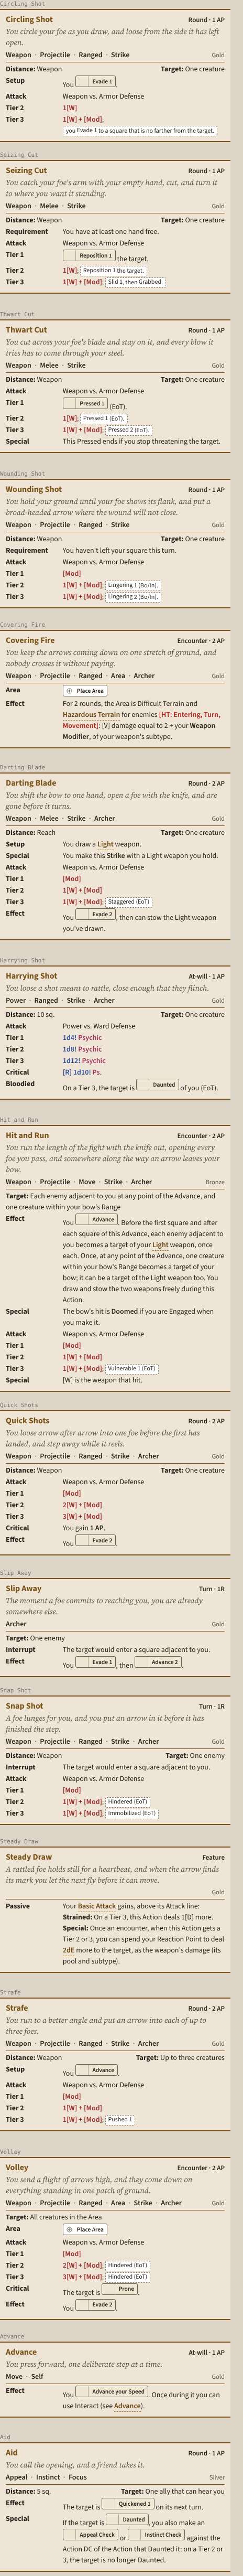 Circling Shot
Circling Shot Round · 1 AP
You circle your foe as you draw, and loose from the side it has left
open.
Weapon · Projectile · Ranged · Strike Gold
Distance: Weapon Target: One creature
Setup You Evade 1.
Attack Weapon vs. Armor Defense
Tier 2 1[W]
Tier 3 1[W] + [Mod];
you Evade 1 to a square that is no farther from the target.
Seizing Cut
Seizing Cut Round · 1 AP
You catch your foe's arm with your empty hand, cut, and turn it
to where you want it standing.
Weapon · Melee · Strike Gold
Distance: Weapon Target: One creature
Requirement You have at least one hand free.
Attack Weapon vs. Armor Defense
Tier 1 Reposition 1 the target.
Tier 2 1[W]; Reposition 1 the target.
Tier 3 1[W] + [Mod]; Slid 1, then Grabbed.
Thwart Cut
Thwart Cut Round · 1 AP
You cut across your foe's blade and stay on it, and every blow it
tries to come through your steel.
Weapon · Melee · Strike Gold
Distance: Weapon Target: One creature
Attack Weapon vs. Armor Defense
Tier 1 Pressed 1 (EoT).
Tier 2 1[W]; Pressed 1 (EoT).
Tier 3 1[W] + [Mod]; Pressed 2 (EoT).
Special This Pressed ends if you stop threatening the target.
Wounding Shot
Wounding Shot Round · 1 AP
You hold your ground until your foe shows its flank, and put a
broad-headed arrow where the wound will not close.
Weapon · Projectile · Ranged · Strike Gold
Distance: Weapon Target: One creature
Requirement You haven't left your square this turn.
Attack Weapon vs. Armor Defense
Tier 1 [Mod]
Tier 2 1[W] + [Mod]; Lingering 1 (Bo/In).
Tier 3 1[W] + [Mod]; Lingering 2 (Bo/In).
Covering Fire
Covering Fire Encounter · 2 AP
You keep the arrows coming down on one stretch of ground, and
nobody crosses it without paying.
Weapon · Projectile · Ranged · Area · Archer Gold
Area Place Area
Effect For 2 rounds, the Area is Difficult Terrain and
Hazardous Terrain for enemies [HT: Entering, Turn,
Movement]: [V] damage equal to 2 + your Weapon
Modifier, of your weapon's subtype.
Darting Blade
Darting Blade Round · 2 AP
You shift the bow to one hand, open a foe with the knife, and are
gone before it turns.
Weapon · Melee · Strike · Archer Gold
Distance: Reach Target: One creature
Setup You draw a Light weapon.
Special You make this Strike with a Light weapon you hold.
Attack Weapon vs. Armor Defense
Tier 1 [Mod]
Tier 2 1[W] + [Mod]
Tier 3 1[W] + [Mod]; Staggered (EoT)
Effect You Evade 2, then can stow the Light weapon
you've drawn.
Harrying Shot
Harrying Shot At-will · 1 AP
You loose a shot meant to rattle, close enough that they flinch.
Power · Ranged · Strike · Archer Gold
Distance: 10 sq. Target: One creature
Attack Power vs. Ward Defense
Tier 1 1d4! Psychic
Tier 2 1d8! Psychic
Tier 3 1d12! Psychic
Critical [R] 1d10! Ps.
Bloodied On a Tier 3, the target is Daunted of you (EoT).
Hit and Run
Hit and Run Encounter · 2 AP
You run the length of the fight with the knife out, opening every
foe you pass, and somewhere along the way an arrow leaves your
bow.
Weapon · Projectile · Move · Strike · Archer Bronze
Target: Each enemy adjacent to you at any point of the Advance, and
one creature within your bow's Range
Effect You Advance. Before the first square and after
each square of this Advance, each enemy adjacent to
you becomes a target of your Light weapon, once
each. Once, at any point of the Advance, one creature
within your bow's Range becomes a target of your
bow; it can be a target of the Light weapon too. You
draw and stow the two weapons freely during this
Action.
Special The bow's hit is Doomed if you are Engaged when
you make it.
Attack Weapon vs. Armor Defense
Tier 1 [Mod]
Tier 2 1[W] + [Mod]
Tier 3 1[W] + [Mod]; Vulnerable 1 (EoT)
Special [W] is the weapon that hit.
Quick Shots
Quick Shots Round · 2 AP
You loose arrow after arrow into one foe before the first has
landed, and step away while it reels.
Weapon · Projectile · Ranged · Strike · Archer Gold
Distance: Weapon Target: One creature
Attack Weapon vs. Armor Defense
Tier 1 [Mod]
Tier 2 2[W] + [Mod]
Tier 3 3[W] + [Mod]
Critical You gain 1 AP.
Effect You Evade 2.
Slip Away
Slip Away Turn · 1R
The moment a foe commits to reaching you, you are already
somewhere else.
Archer Gold
Target: One enemy
Interrupt The target would enter a square adjacent to you.
Effect You Evade 1, then Advance 2.
Snap Shot
Snap Shot Turn · 1R
A foe lunges for you, and you put an arrow in it before it has
finished the step.
Weapon · Projectile · Ranged · Strike · Archer Gold
Distance: Weapon Target: One enemy
Interrupt The target would enter a square adjacent to you.
Attack Weapon vs. Armor Defense
Tier 1 [Mod]
Tier 2 1[W] + [Mod]; Hindered (EoT)
Tier 3 1[W] + [Mod]; Immobilized (EoT)
Steady Draw
Steady Draw Feature
A rattled foe holds still for a heartbeat, and when the arrow finds
its mark you let the next fly before it can move.
Gold
Passive Your Basic Attack gains, above its Attack line:
Strained: On a Tier 3, this Action deals 1[D] more.
Special: Once an encounter, when this Action gets a
Tier 2 or 3, you can spend your Reaction Point to deal
2dE more to the target, as the weapon's damage (its
pool and subtype).
Strafe
Strafe Round · 2 AP
You run to a better angle and put an arrow into each of up to
three foes.
Weapon · Projectile · Ranged · Strike · Archer Gold
Distance: Weapon Target: Up to three creatures
Setup You Advance.
Attack Weapon vs. Armor Defense
Tier 1 [Mod]
Tier 2 1[W] + [Mod]
Tier 3 1[W] + [Mod]; Pushed 1
Volley
Volley Encounter · 2 AP
You send a flight of arrows high, and they come down on
everything standing in one patch of ground.
Weapon · Projectile · Ranged · Area · Strike · Archer Gold
Target: All creatures in the Area
Area Place Area
Attack Weapon vs. Armor Defense
Tier 1 [Mod]
Tier 2 2[W] + [Mod]; Hindered (EoT)
Tier 3 3[W] + [Mod]; Hindered (EoT)
Critical The target is Prone.
Effect You Evade 2.
Advance
Advance At-will · 1 AP
You press forward, one deliberate step at a time.
Move · Self Gold
Effect You Advance your Speed. Once during it you can
use Interact (see Advance).
Aid
Aid Round · 1 AP
You call the opening, and a friend takes it.
Appeal · Instinct · Focus Silver
Distance: 5 sq. Target: One ally that can hear you
Effect The target is Quickened 1 on its next turn.
Special If the target is Daunted, you also make an
Appeal Check or Instinct Check against the
Action DC of the Action that Daunted it: on a Tier 2 or
3, the target is no longer Daunted.